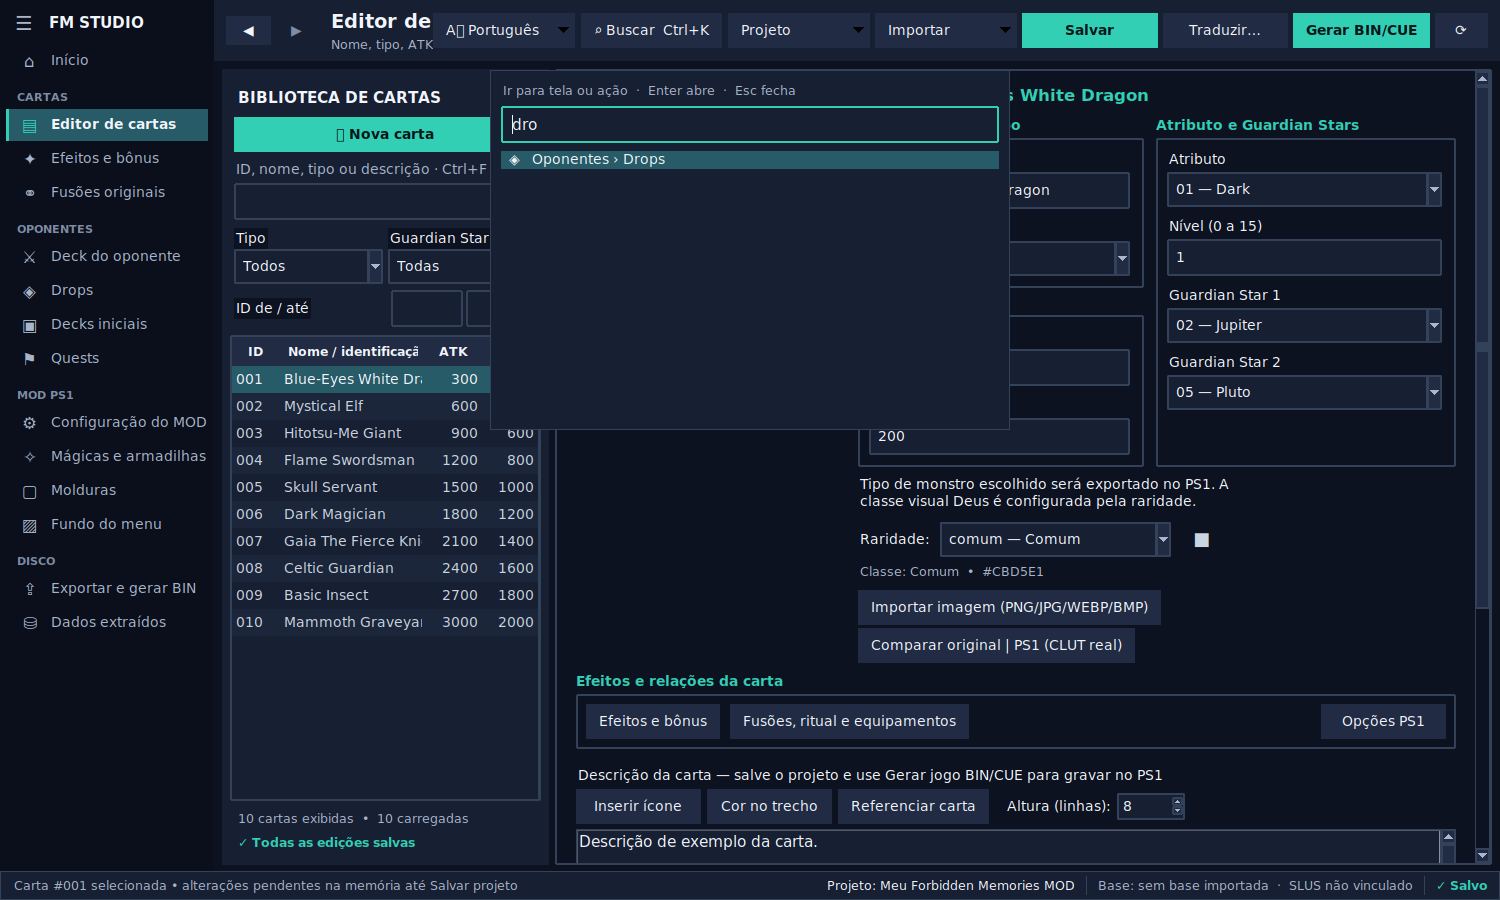 FM STUDIO
Início
CARTAS
Editor de cartas
Efeitos e bônus
Fusões originais
OPONENTES
Deck do oponente
Drops
Decks iniciais
Quests
MOD PS1
Configuração do MOD
Mágicas e armadilhas
Molduras
Fundo do menu
DISCO
Exportar e gerar BIN
Dados extraídos
Editor de
Nome, tipo, ATK
Português
Buscar Ctrl+K
Projeto
Importar
Salvar
Traduzir...
Gerar BIN/CUE
BIBLIOTECA DE CARTAS
Nova carta
ID, nome, tipo ou descrição · Ctrl+F
Tipo
Guardian Star
Todos
Todas
ID de / até
ID Nome / identificaçã ATK
001 Blue-Eyes White Dra 300
002 Mystical Elf 600
003 Hitotsu-Me Giant 900 600
004 Flame Swordsman 1200 800
005 Skull Servant 1500 1000
006 Dark Magician 1800 1200
007 Gaia The Fierce Kni 2100 1400
008 Celtic Guardian 2400 1600
009 Basic Insect 2700 1800
010 Mammoth Graveyar 3000 2000
10 cartas exibidas • 10 carregadas
✓ Todas as edições salvas
Ir para tela ou ação · Enter abre · Esc fecha
dro
Oponentes › Drops
s White Dragon
o
ragon
200
Atributo e Guardian Stars
Atributo
01 — Dark
Nível (0 a 15)
1
Guardian Star 1
02 — Jupiter
Guardian Star 2
05 — Pluto
Tipo de monstro escolhido será exportado no PS1. A
classe visual Deus é configurada pela raridade.
Raridade: comum — Comum
Classe: Comum • #CBD5E1
Importar imagem (PNG/JPG/WEBP/BMP)
Comparar original | PS1 (CLUT real)
Efeitos e relações da carta
Efeitos e bônus
Fusões, ritual e equipamentos
Opções PS1
Descrição da carta — salve o projeto e use Gerar jogo BIN/CUE para gravar no PS1
Inserir ícone
Cor no trecho
Referenciar carta
Altura (linhas): 8
Descrição de exemplo da carta.
Carta #001 selecionada • alterações pendentes na memória até Salvar projeto
Projeto: Meu Forbidden Memories MOD
Base: sem base importada · SLUS não vinculado
✓ Salvo